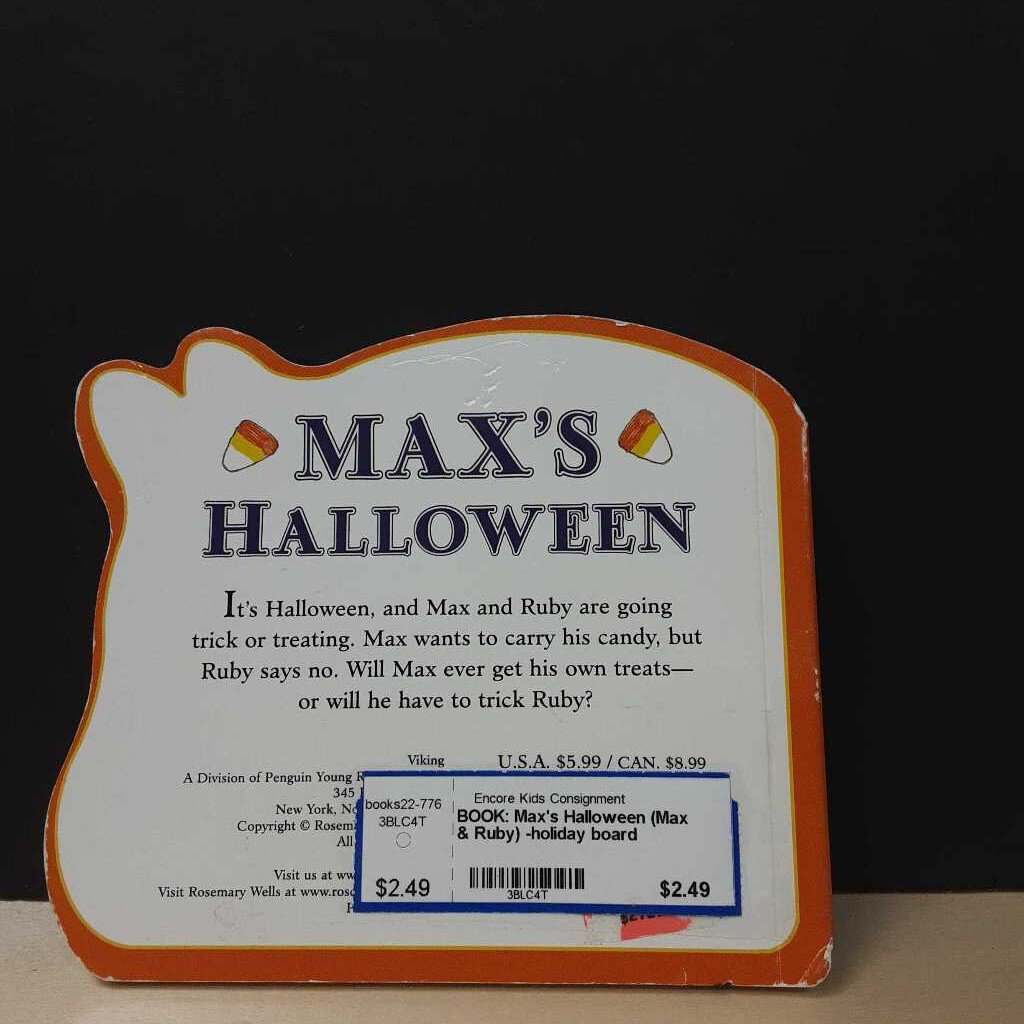 MAX'S
HALLOWEEN
It's Halloween, and Max and Ruby are going
trick or treating. Max wants to carry his candy, but
Ruby says no. Will Max ever get his own treats—
or will he have to trick Ruby?
Viking
U.S.A. $5.99 / CAN. $8.99
A Division of Penguin Young
345
New York,
Copyright ©
All
Visit us at
Visit Rosemary Wells at
books22-776
3BLC4T
$2.49
Encore Kids Consignment
BOOK: Max's Halloween (Max
& Ruby) -holiday board
3BLC4T
$2.49